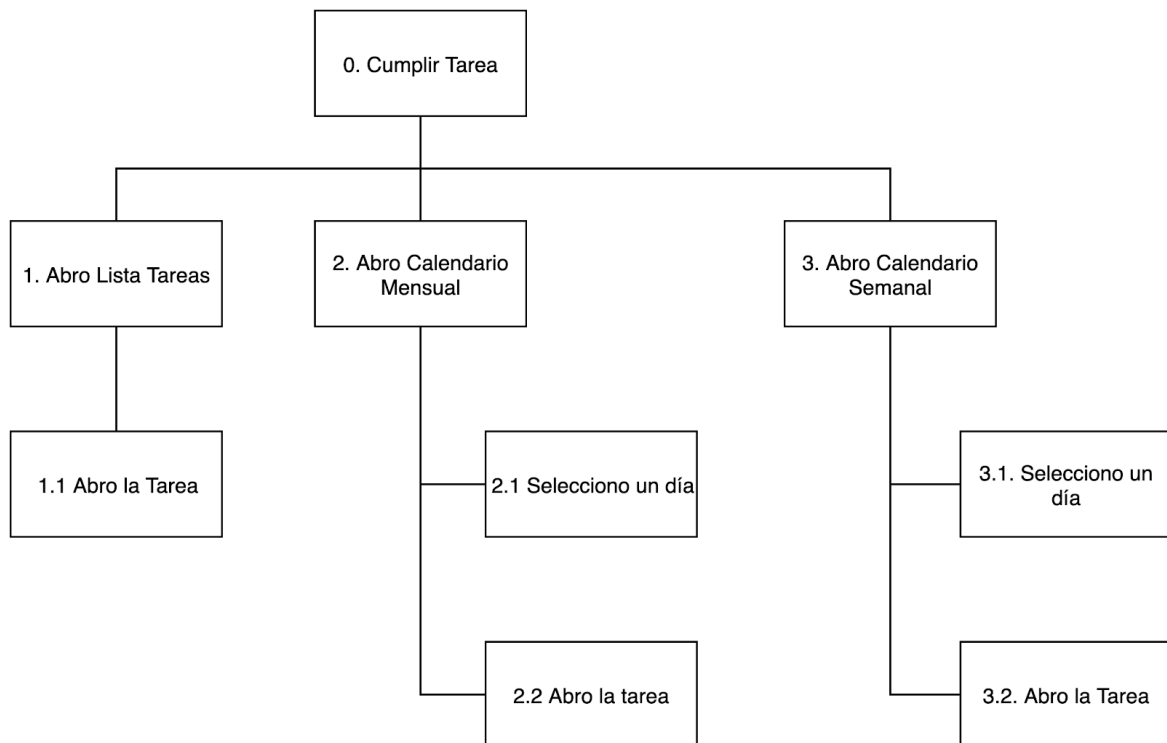 0. Cumplir Tarea
1. Abro Lista Tareas
2. Abro Calendario
Mensual
3. Abro Calendario
Semanal
1.1 Abro la Tarea
2.1 Selecciono un día
3.1. Selecciono un
día
2.2 Abro la tarea
3.2. Abro la Tarea